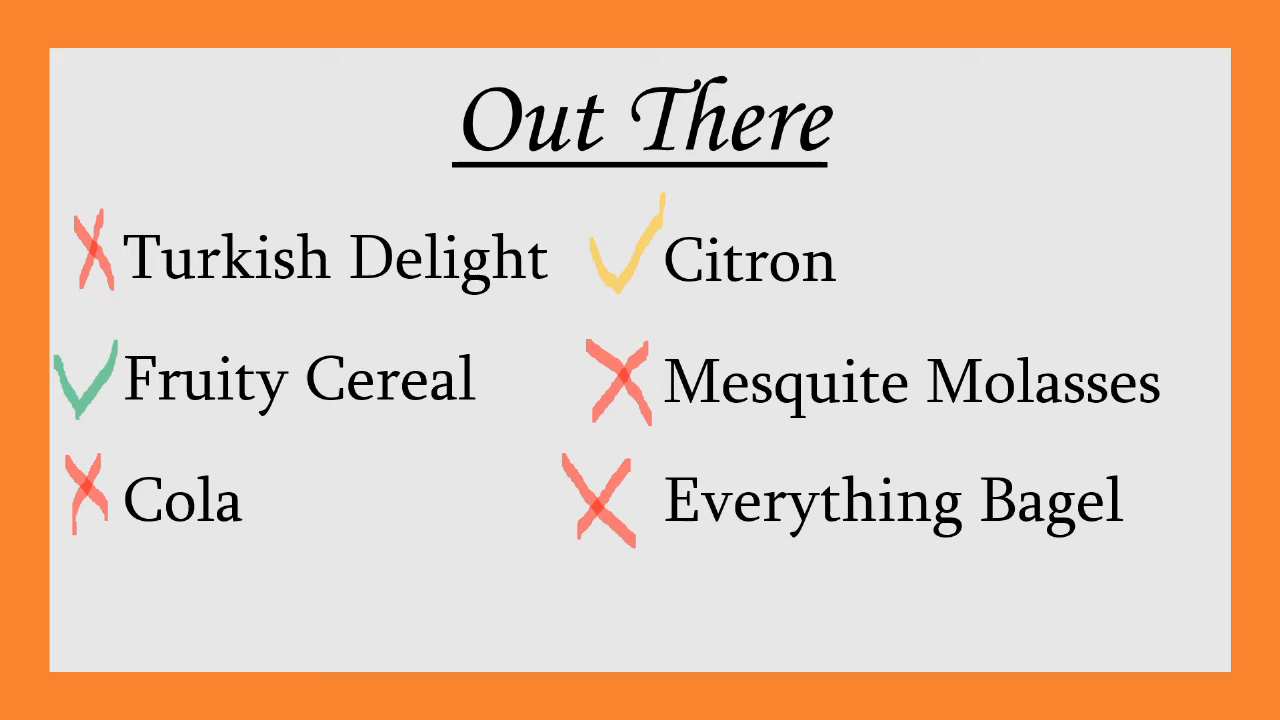 Out There
Turkish Delight
Fruity Cereal
Cola
Citron
Mesquite Molasses
Everything Bagel